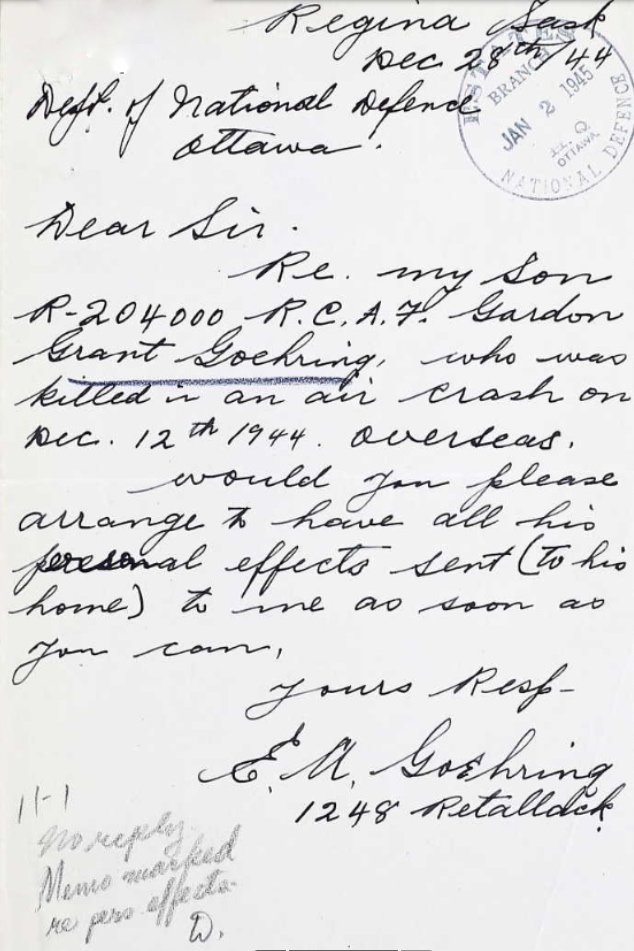 Regina Sask
Dec 28th/44
Dept. of National Defence
Ottawa.
ESTATES
BRANCH
JAN 2 1945
H.Q.
OTTAWA
NATIONAL DEFENCE
Dear Sir.
Re. my son
R-204000 R.C.A.F. Gordon
Grant Goehring, who was
killed in an air crash on
Dec. 12th 1944. Overseas.
would you please
arrange to have all his
personal effects sent (to his
home) to me as soon as
you can,
Yours Resp-
E. A. Goehring
1248 Retallack
11-1
No reply
Memo marked
re pers effects.
D.